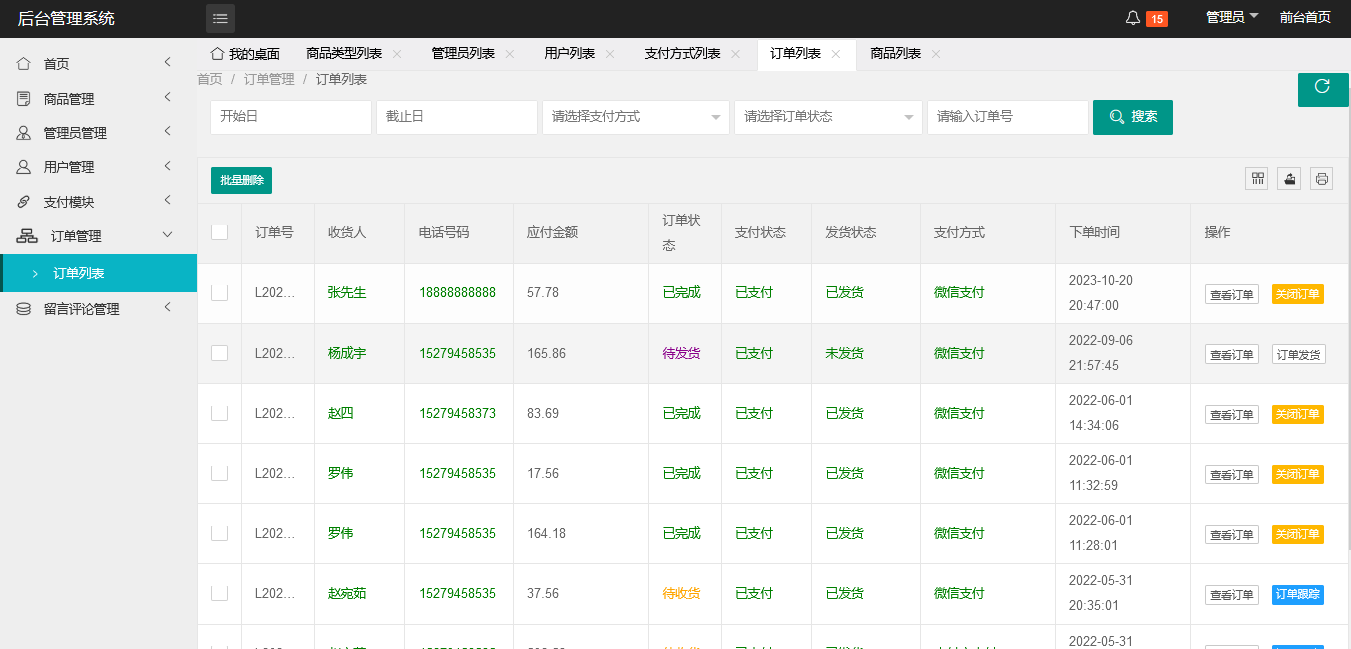 后台管理系统
15
管理员
前台首页
首页
商品管理
管理员管理
用户管理
支付模块
订单管理
订单列表
留言评论管理
我的桌面
商品类型列表
管理员列表
用户列表
支付方式列表
订单列表
商品列表
首页 / 订单管理 / 订单列表
开始日
截止日
请选择支付方式
请选择订单状态
请输入订单号
搜索
批量删除
订单号 收货人 电话号码 应付金额 订单状态 支付状态 发货状态 支付方式 下单时间 操作
L202... 张先生 18888888888 57.78 已完成 已支付 已发货 微信支付 2023-10-20 20:47:00 查看订单 关闭订单
L202... 杨成宇 15279458535 165.86 待发货 已支付 未发货 微信支付 2022-09-06 21:57:45 查看订单 订单发货
L202... 赵四 15279458373 83.69 已完成 已支付 已发货 微信支付 2022-06-01 14:34:06 查看订单 关闭订单
L202... 罗伟 15279458535 17.56 已完成 已支付 已发货 微信支付 2022-06-01 11:32:59 查看订单 关闭订单
L202... 罗伟 15279458535 164.18 已完成 已支付 已发货 微信支付 2022-06-01 11:28:01 查看订单 关闭订单
L202... 赵宛茹 15279458535 37.56 待收货 已支付 已发货 微信支付 2022-05-31 20:35:01 查看订单 订单跟踪
2022-05-31